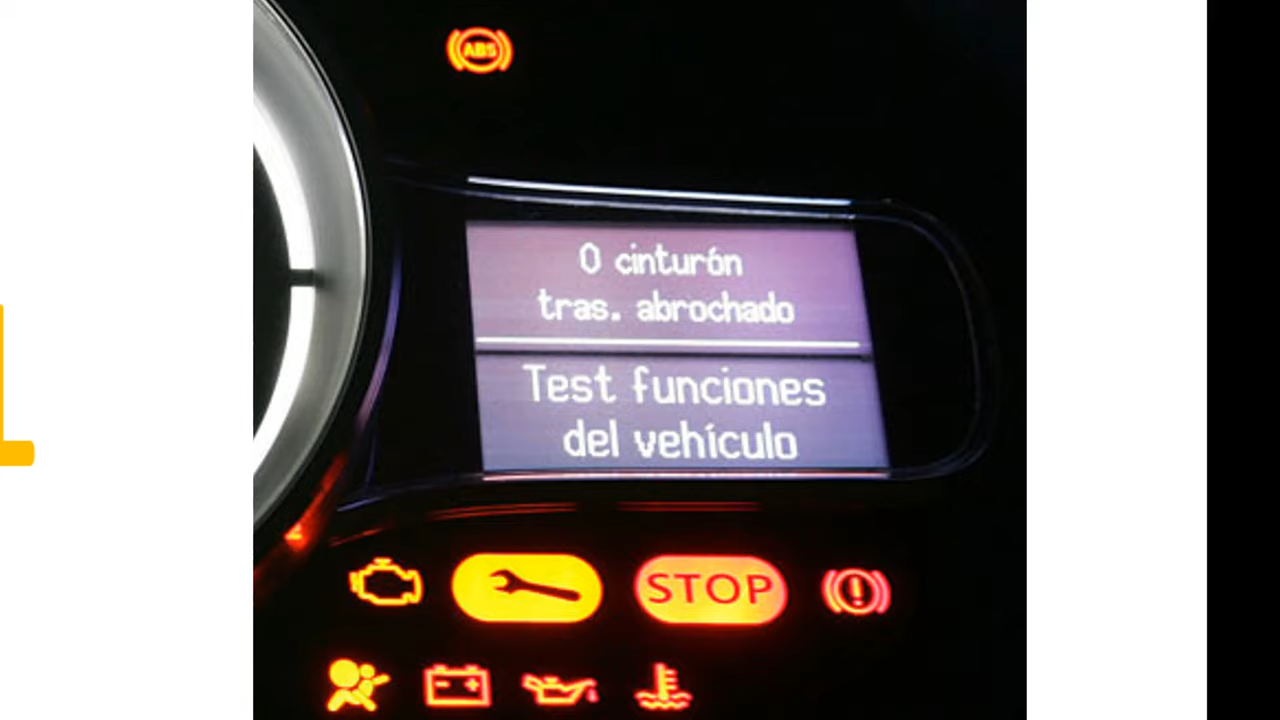 ABS
0 cinturón
tras. abrochado
Test funciones
del vehículo
STOP